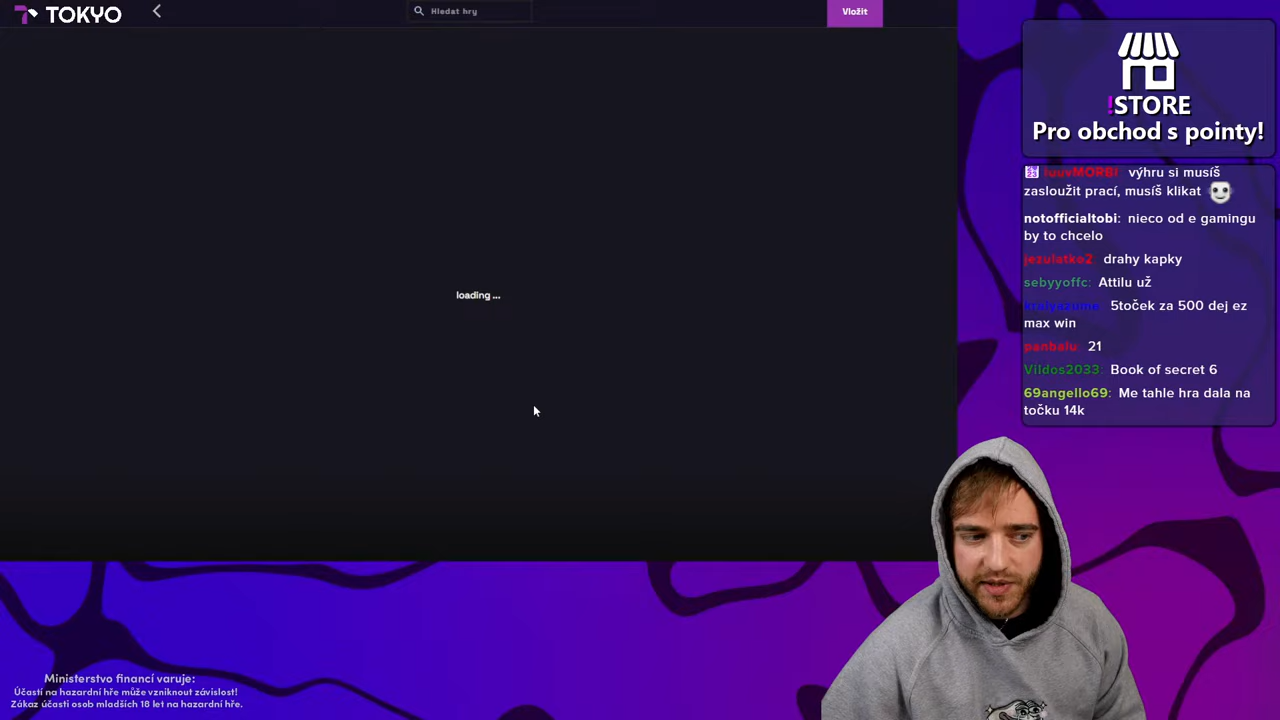 TOKYO
Hledat hry
Vložit
loading ...
!STORE
Pro obchod s pointy!
výhru si musíš
zasloužit prací, musíš klikat
notofficialtobi: nieco od e gamingu
by to chcelo
jezulatko2: drahy kapky
sebyyoffc: Attilu už
5toček za 500 dej ez
max win
panbalu: 21
Vildos2033: Book of secret 6
69angello69: Me tahle hra dala na
točku 14k
Ministerstvo financí varuje:
Účastí na hazardní hře může vzniknout závislost!
Zákaz účasti osob mladších 18 let na hazardní hře.